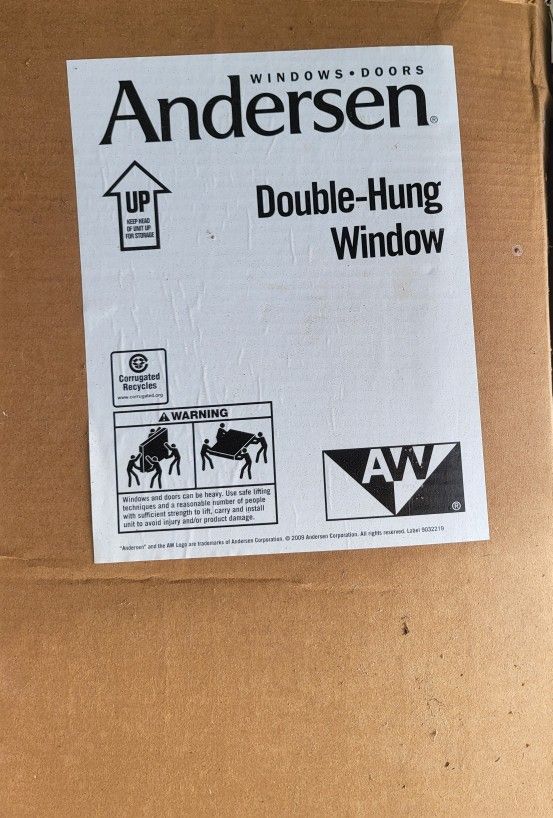 WINDOWS • DOORS
Andersen®
UP
KEEP HEAD
OF UNIT UP
FOR STORAGE
Double-Hung
Window
Corrugated
Recycles
www.corrugated.org
WARNING
Windows and doors can be heavy. Use safe lifting
techniques and a reasonable number of people
with sufficient strength to lift, carry and install
unit to avoid injury and/or product damage.
AW®
"Andersen" and the AW Logo are trademarks of Andersen Corporation. © 2009 Andersen Corporation. All rights reserved. Label 9032219